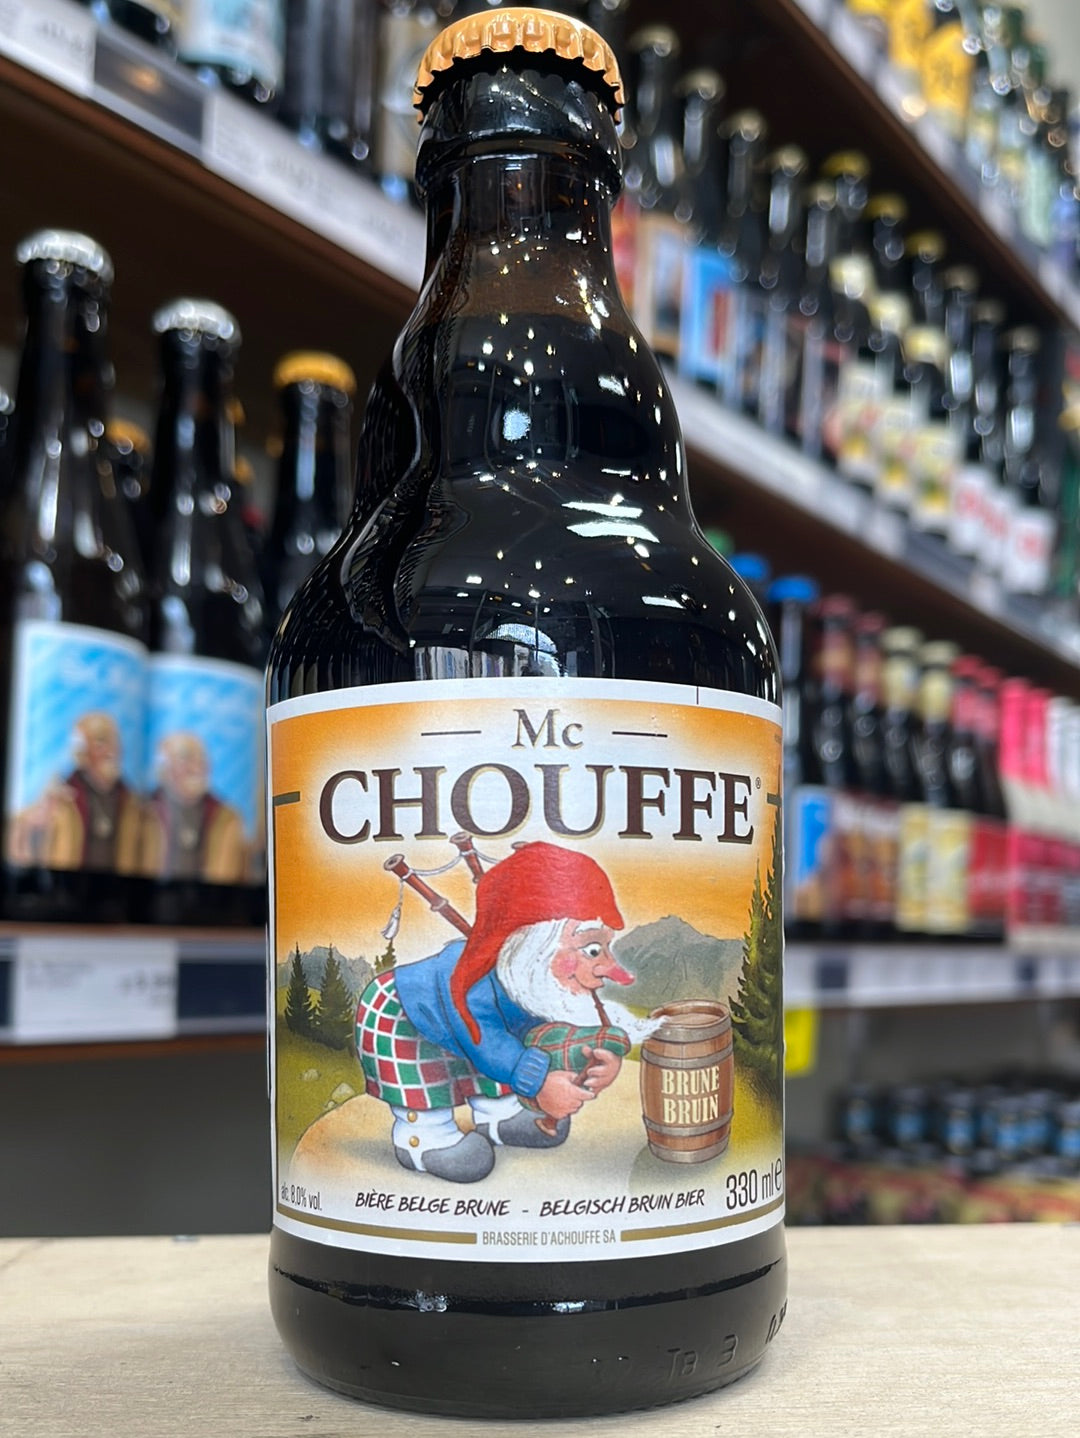 Mc
CHOUFFE®
BRUNE
BRUIN
alc. 8,0% vol.
BIÈRE BELGE BRUNE - BELGISCH BRUIN BIER
330 ml e
BRASSERIE D'ACHOUFFE SA